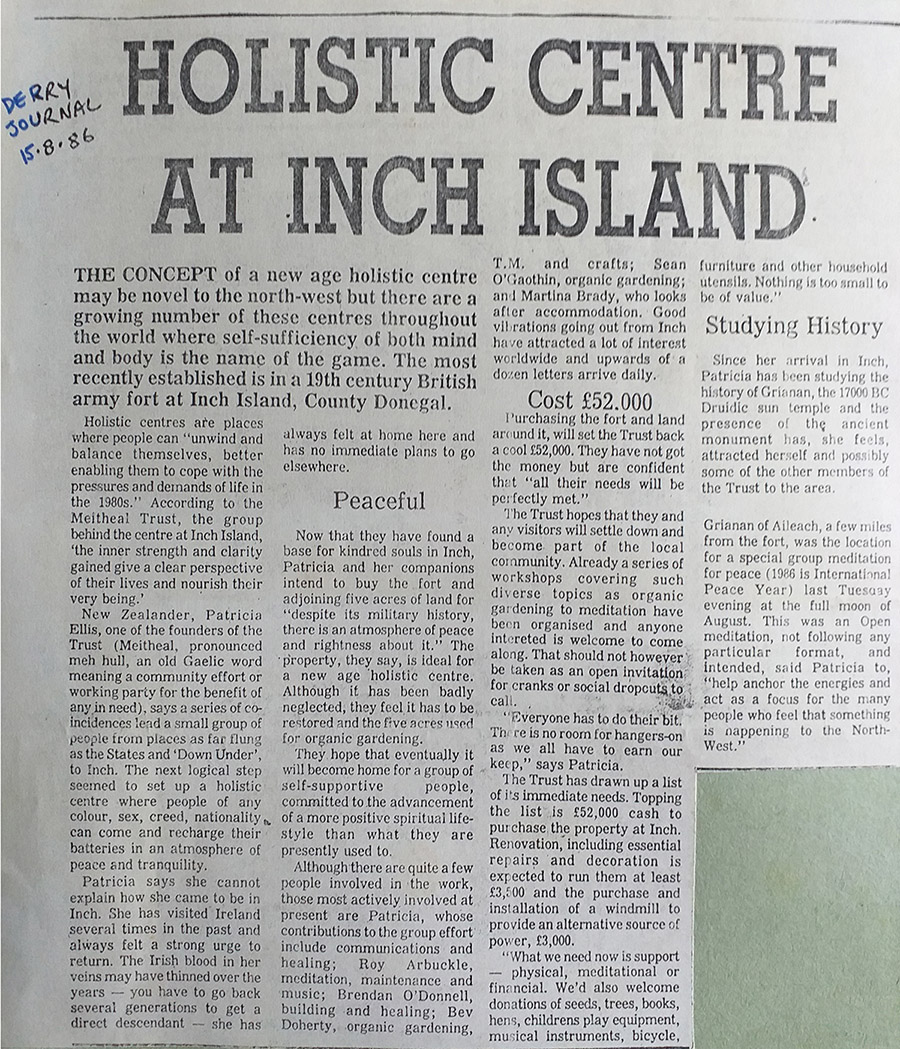 DERRY
JOURNAL
15.8.86
HOLISTIC CENTRE
AT INCH ISLAND
THE CONCEPT of a new age holistic centre
may be novel to the north-west but there are a
growing number of these centres throughout
the world where self-sufficiency of both mind
and body is the name of the game. The most
recently established is in a 19th century British
army fort at Inch Island, County Donegal.
Holistic centres are places
where people can "unwind and
balance themselves, better
enabling them to cope with the
pressures and demands of life in
the 1980s." According to the
Meitheal Trust, the group
behind the centre at Inch Island,
'the inner strength and clarity
gained give a clear perspective
of their lives and nourish their
very being.'
New Zealander, Patricia
Ellis, one of the founders of the
Trust (Meitheal, pronounced
meh hull, an old Gaelic word
meaning a community effort or
working party for the benefit of
any in need), says a series of co-
incidences lead a small group of
people from places as far flung
as the States and 'Down Under',
to Inch. The next logical step
seemed to set up a holistic
centre where people of any
colour, sex, creed, nationality
can come and recharge their
batteries in an atmosphere of
peace and tranquility.
Patricia says she cannot
explain how she came to be in
Inch. She has visited Ireland
several times in the past and
always felt a strong urge to
return. The Irish blood in her
veins may have thinned over the
years — you have to go back
several generations to get a
direct descendant — she has
always felt at home here and
has no immediate plans to go
elsewhere.
Peaceful
Now that they have found a
base for kindred souls in Inch,
Patricia and her companions
intend to buy the fort and
adjoining five acres of land for
"despite its military history,
there is an atmosphere of peace
and rightness about it." The
property, they say, is ideal for
a new age holistic centre.
Although it has been badly
neglected, they feel it has to be
restored and the five acres used
for organic gardening.
They hope that eventually it
will become home for a group of
self-supportive people,
committed to the advancement
of a more positive spiritual life-
style than what they are
presently used to.
Although there are quite a few
people involved in the work,
those most actively involved at
present are Patricia, whose
contributions to the group effort
include communications and
healing; Roy Arbuckle,
meditation, maintenance and
music; Brendan O'Donnell,
building and healing; Bev
Doherty, organic gardening,
T.M. and crafts; Sean
O'Gaothin, organic gardening;
and Martina Brady, who looks
after accommodation. Good
vibrations going out from Inch
have attracted a lot of interest
worldwide and upwards of a
dozen letters arrive daily.
Cost £52.000
Purchasing the fort and land
around it, will set the Trust back
a cool £52,000. They have not got
the money but are confident
that "all their needs will be
perfectly met."
The Trust hopes that they and
any visitors will settle down and
become part of the local
community. Already a series of
workshops covering such
diverse topics as organic
gardening to meditation have
been organised and anyone
intereted is welcome to come
along. That should not however
be taken as an open invitation
for cranks or social dropouts to
call.
"Everyone has to do their bit.
There is no room for hangers-on
as we all have to earn our
keep," says Patricia.
The Trust has drawn up a list
of its immediate needs. Topping
the list is £52,000 cash to
purchase the property at Inch.
Renovation, including essential
repairs and decoration is
expected to run them at least
£3,500 and the purchase and
installation of a windmill to
provide an alternative source of
power, £3,000.
"What we need now is support
— physical, meditational or
financial. We'd also welcome
donations of seeds, trees, books,
hens, childrens play equipment,
musical instruments, bicycle,
furniture and other household
utensils. Nothing is too small to
be of value."
Studying History
Since her arrival in Inch,
Patricia has been studying the
history of Grianan, the 17000 BC
Druidic sun temple and the
presence of the ancient
monument has, she feels,
attracted herself and possibly
some of the other members of
the Trust to the area.
Grianan of Aileach, a few miles
from the fort, was the location
for a special group meditation
for peace (1986 is International
Peace Year) last Tuesday
evening at the full moon of
August. This was an Open
meditation, not following any
particular format, and
intended, said Patricia to,
"help anchor the energies and
act as a focus for the many
people who feel that something
is happening to the North-
West."